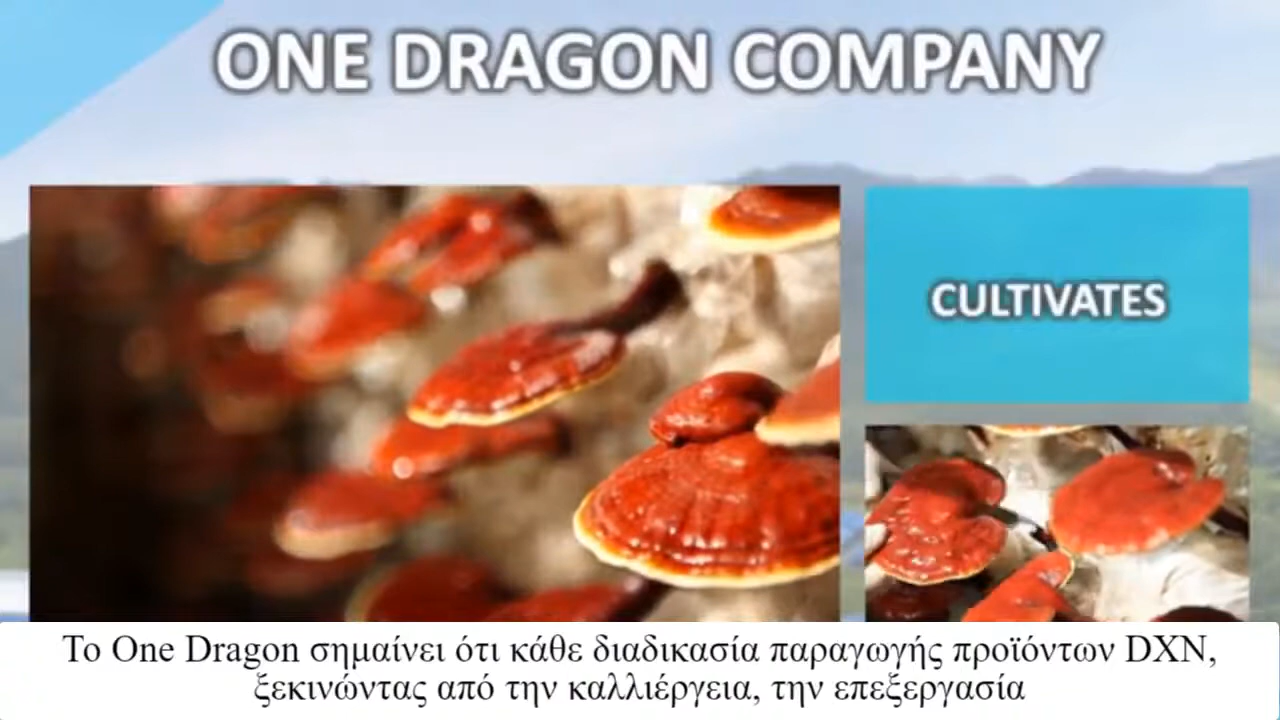 ONE DRAGON COMPANY
CULTIVATES
Το One Dragon σημαίνει ότι κάθε διαδικασία παραγωγής προϊόντων DXN,
ξεκινώντας από την καλλιέργεια, την επεξεργασία